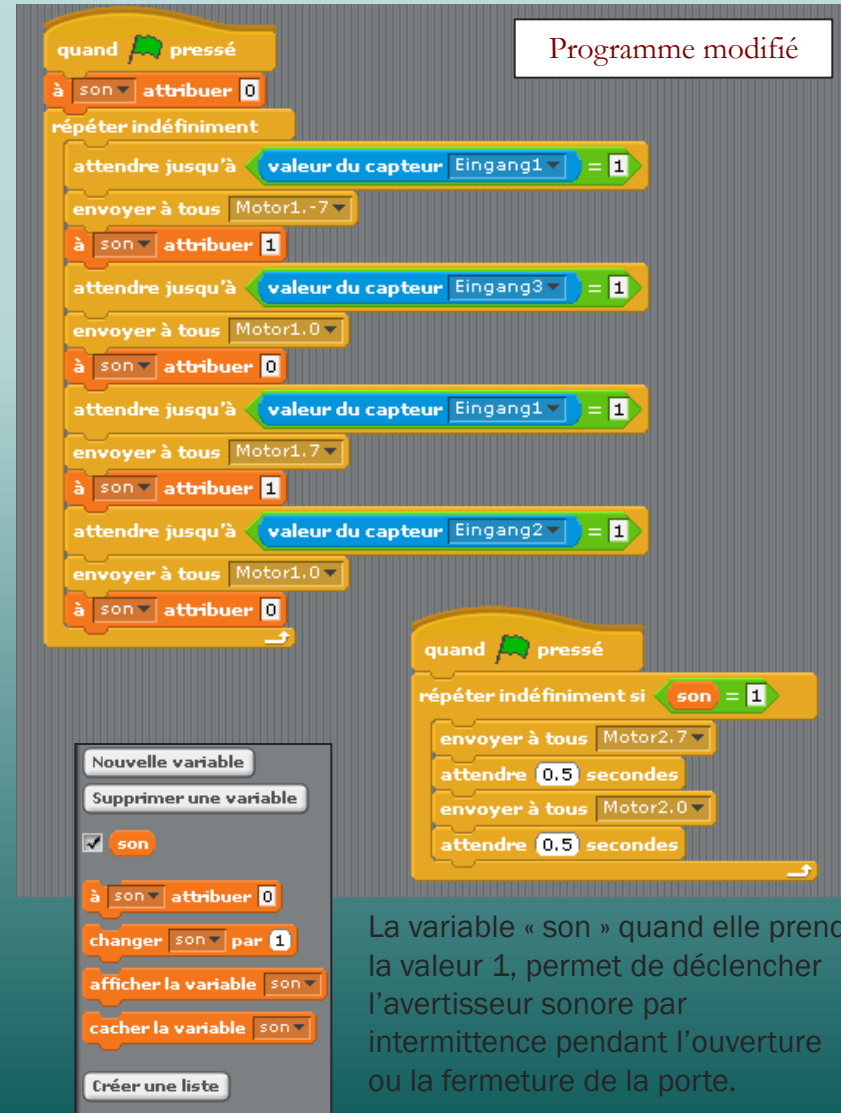 Programme modifié
quand pressé
à son attribuer 0
répéter indéfiniment
attendre jusqu'à valeur du capteur Eingang1 = 1
envoyer à tous Motor1.-7
à son attribuer 1
attendre jusqu'à valeur du capteur Eingang3 = 1
envoyer à tous Motor1.0
à son attribuer 0
attendre jusqu'à valeur du capteur Eingang1 = 1
envoyer à tous Motor1.7
à son attribuer 1
attendre jusqu'à valeur du capteur Eingang2 = 1
envoyer à tous Motor1.0
à son attribuer 0
quand pressé
répéter indéfiniment si son = 1
envoyer à tous Motor2.7
attendre 0.5 secondes
envoyer à tous Motor2.0
attendre 0.5 secondes
Nouvelle variable
Supprimer une variable
son
à son attribuer 0
changer son par 1
afficher la variable son
cacher la variable son
Créer une liste
La variable « son » quand elle prend
la valeur 1, permet de déclencher
l'avertisseur sonore par
intermittence pendant l'ouverture
ou la fermeture de la porte.